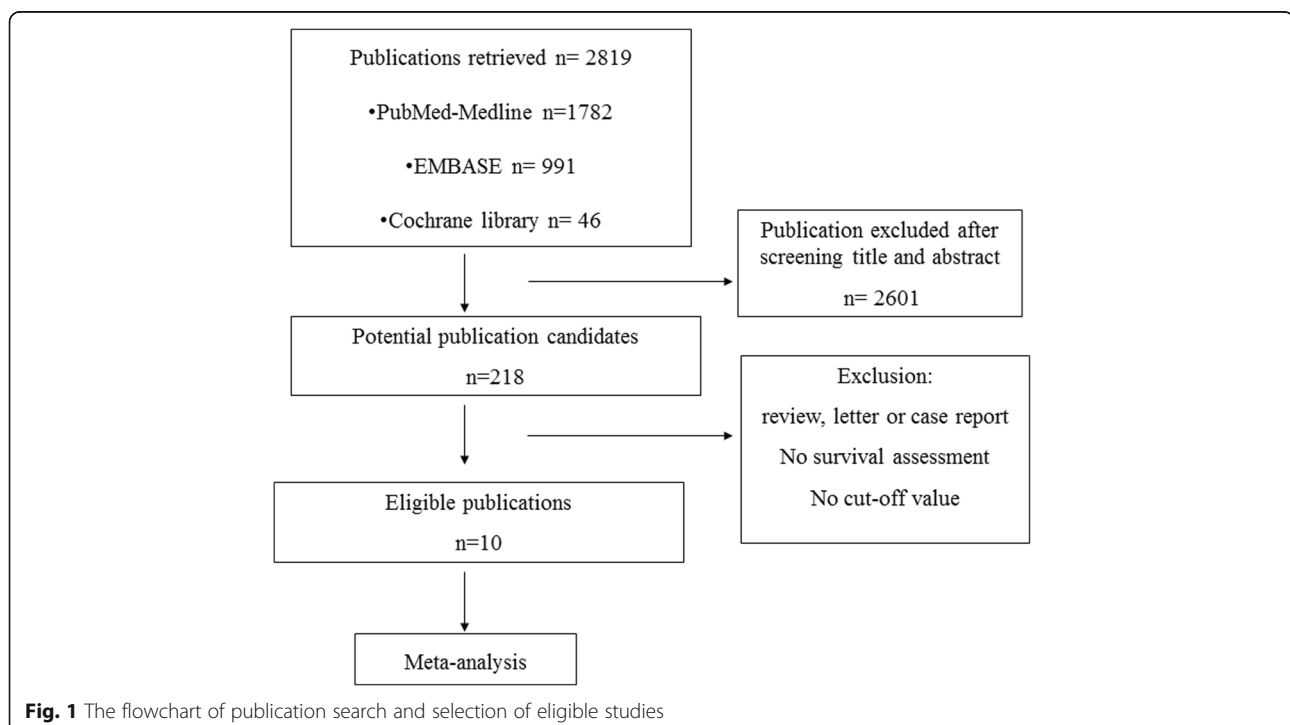 Publications retrieved n= 2819
•PubMed-Medline n=1782
•EMBASE n= 991
•Cochrane library n= 46
Publication excluded after
screening title and abstract
n= 2601
Potential publication candidates
n=218
Exclusion:
review, letter or case report
No survival assessment
No cut-off value
Eligible publications
n=10
Meta-analysis
Fig. 1 The flowchart of publication search and selection of eligible studies